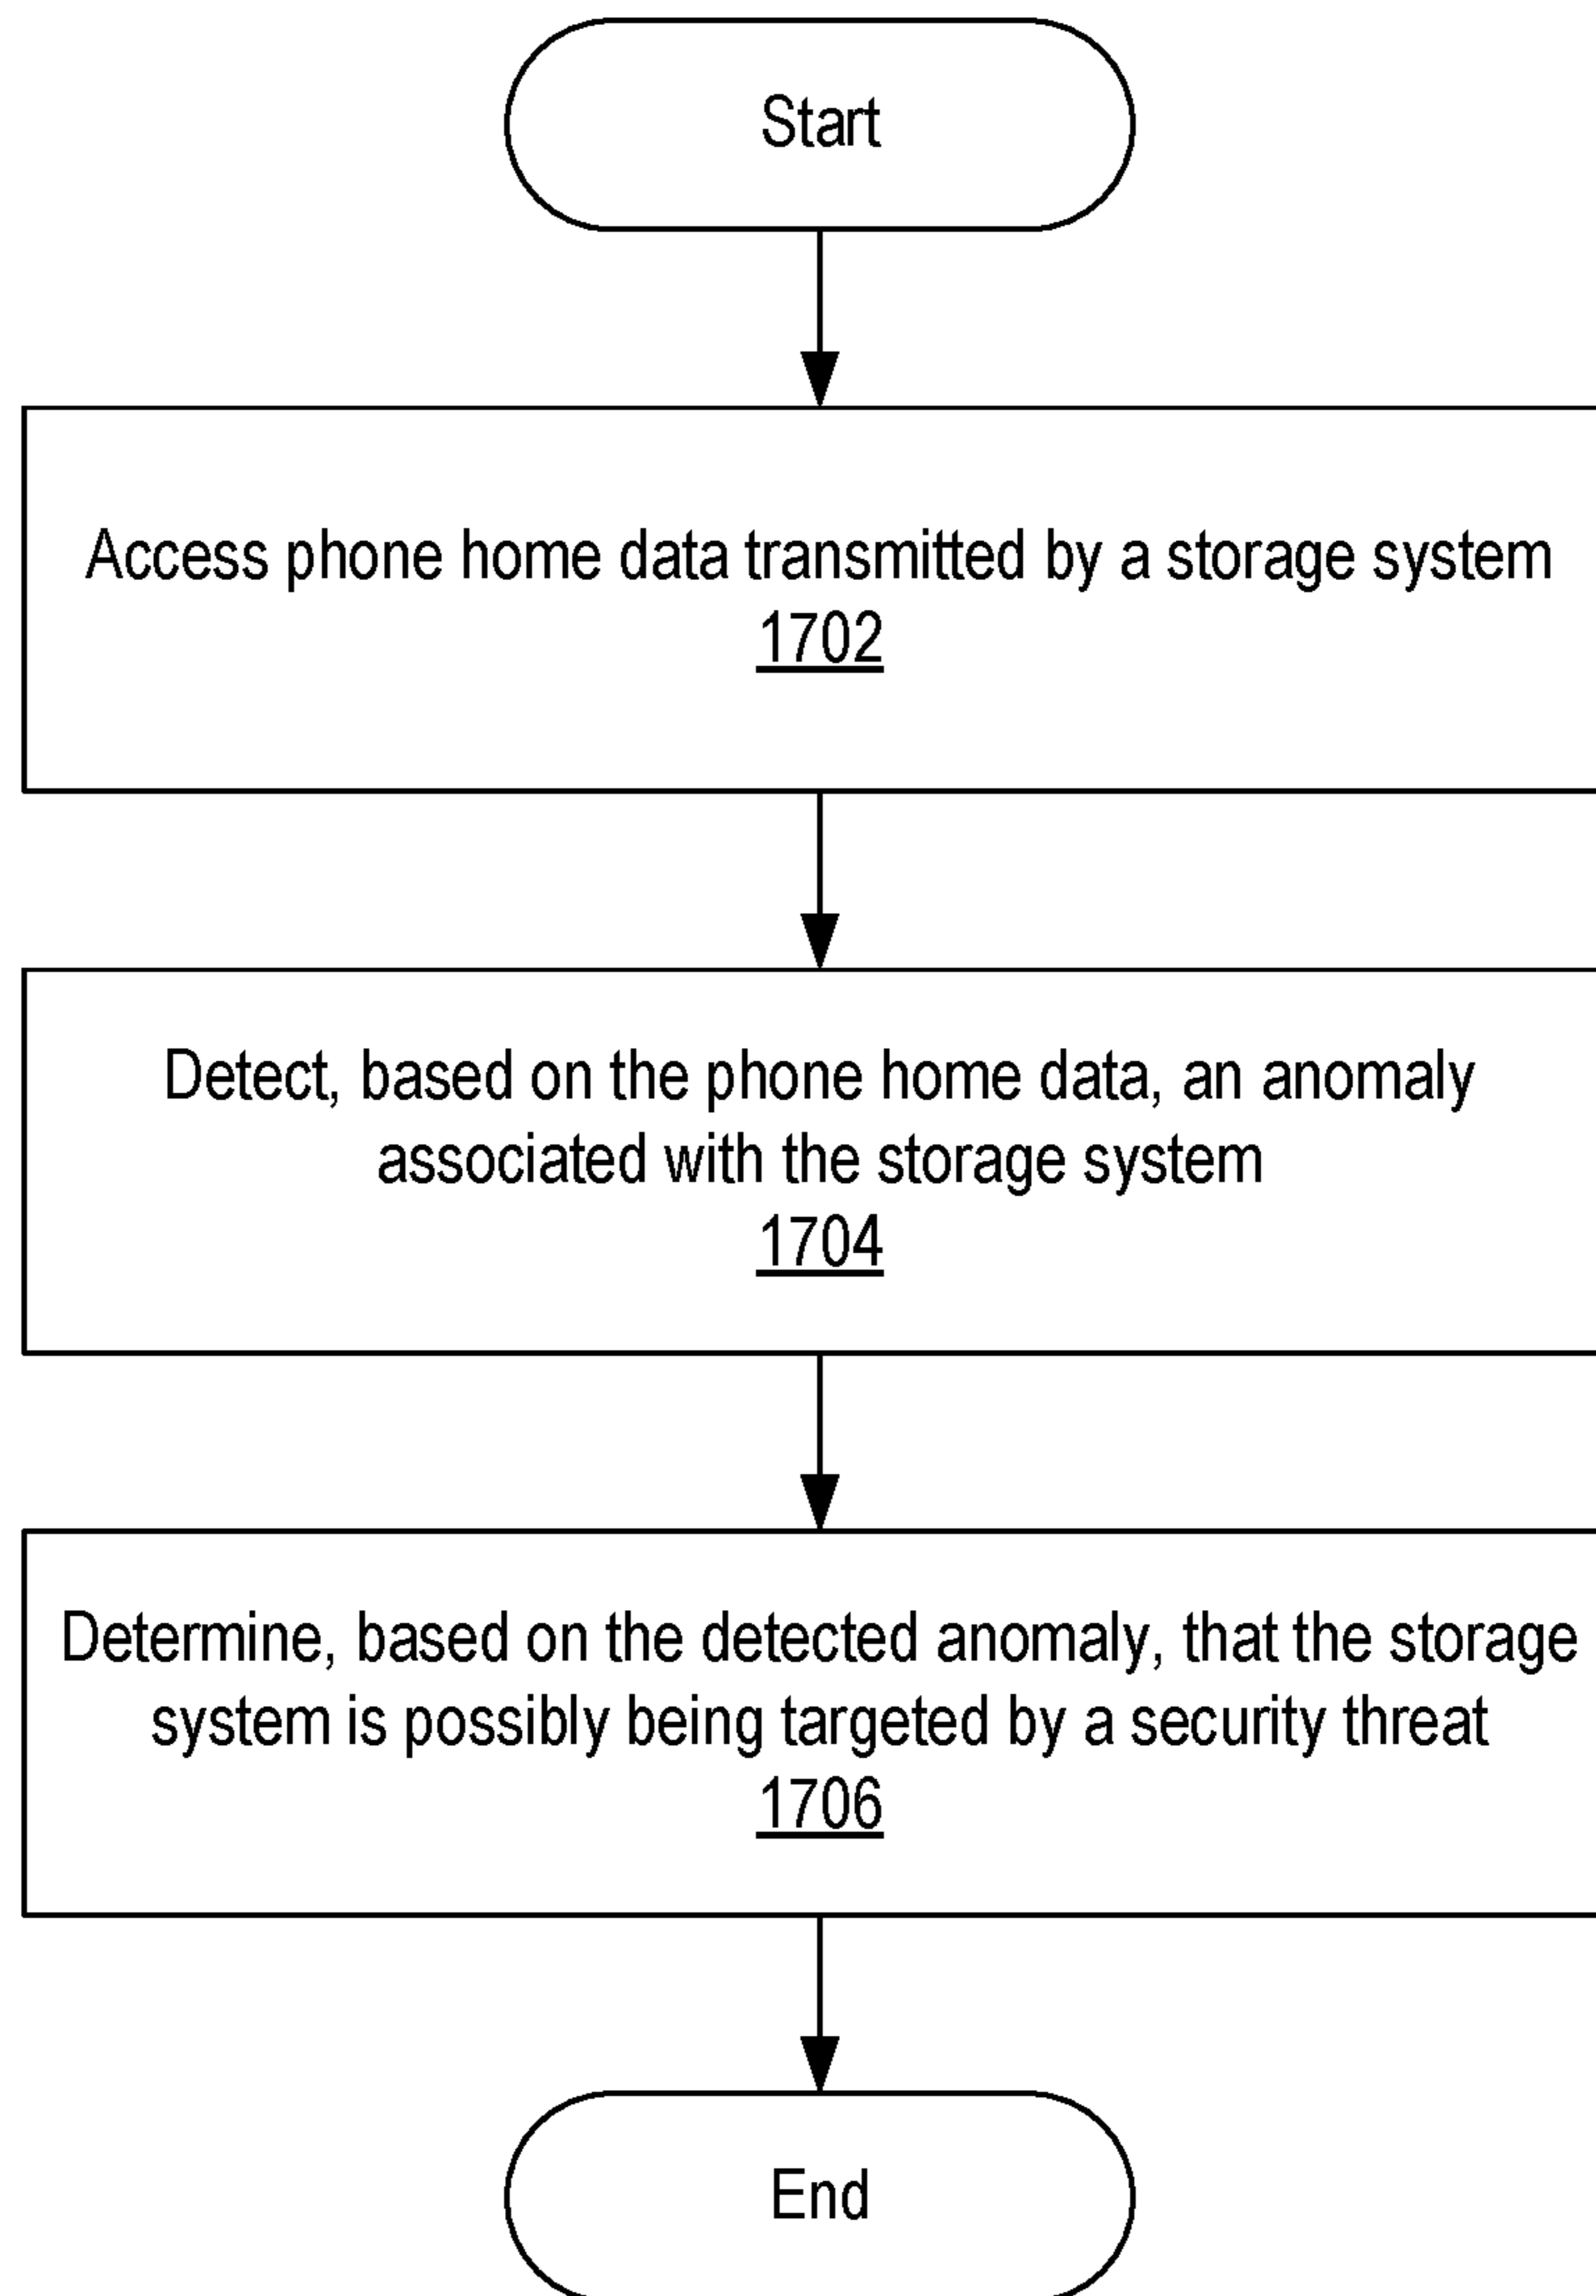 Start
Access phone home data transmitted by a storage system
1702
Detect, based on the phone home data, an anomaly
associated with the storage system
1704
Determine, based on the detected anomaly, that the storage
system is possibly being targeted by a security threat
1706
End